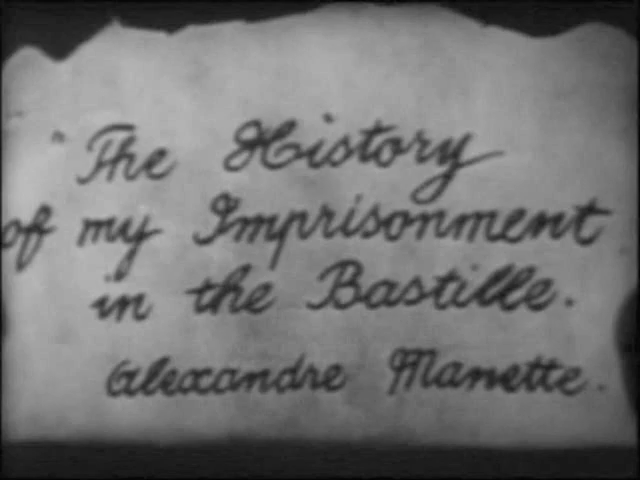 "The History
of my Imprisonment
in the Bastille.
Alexandre Manette.